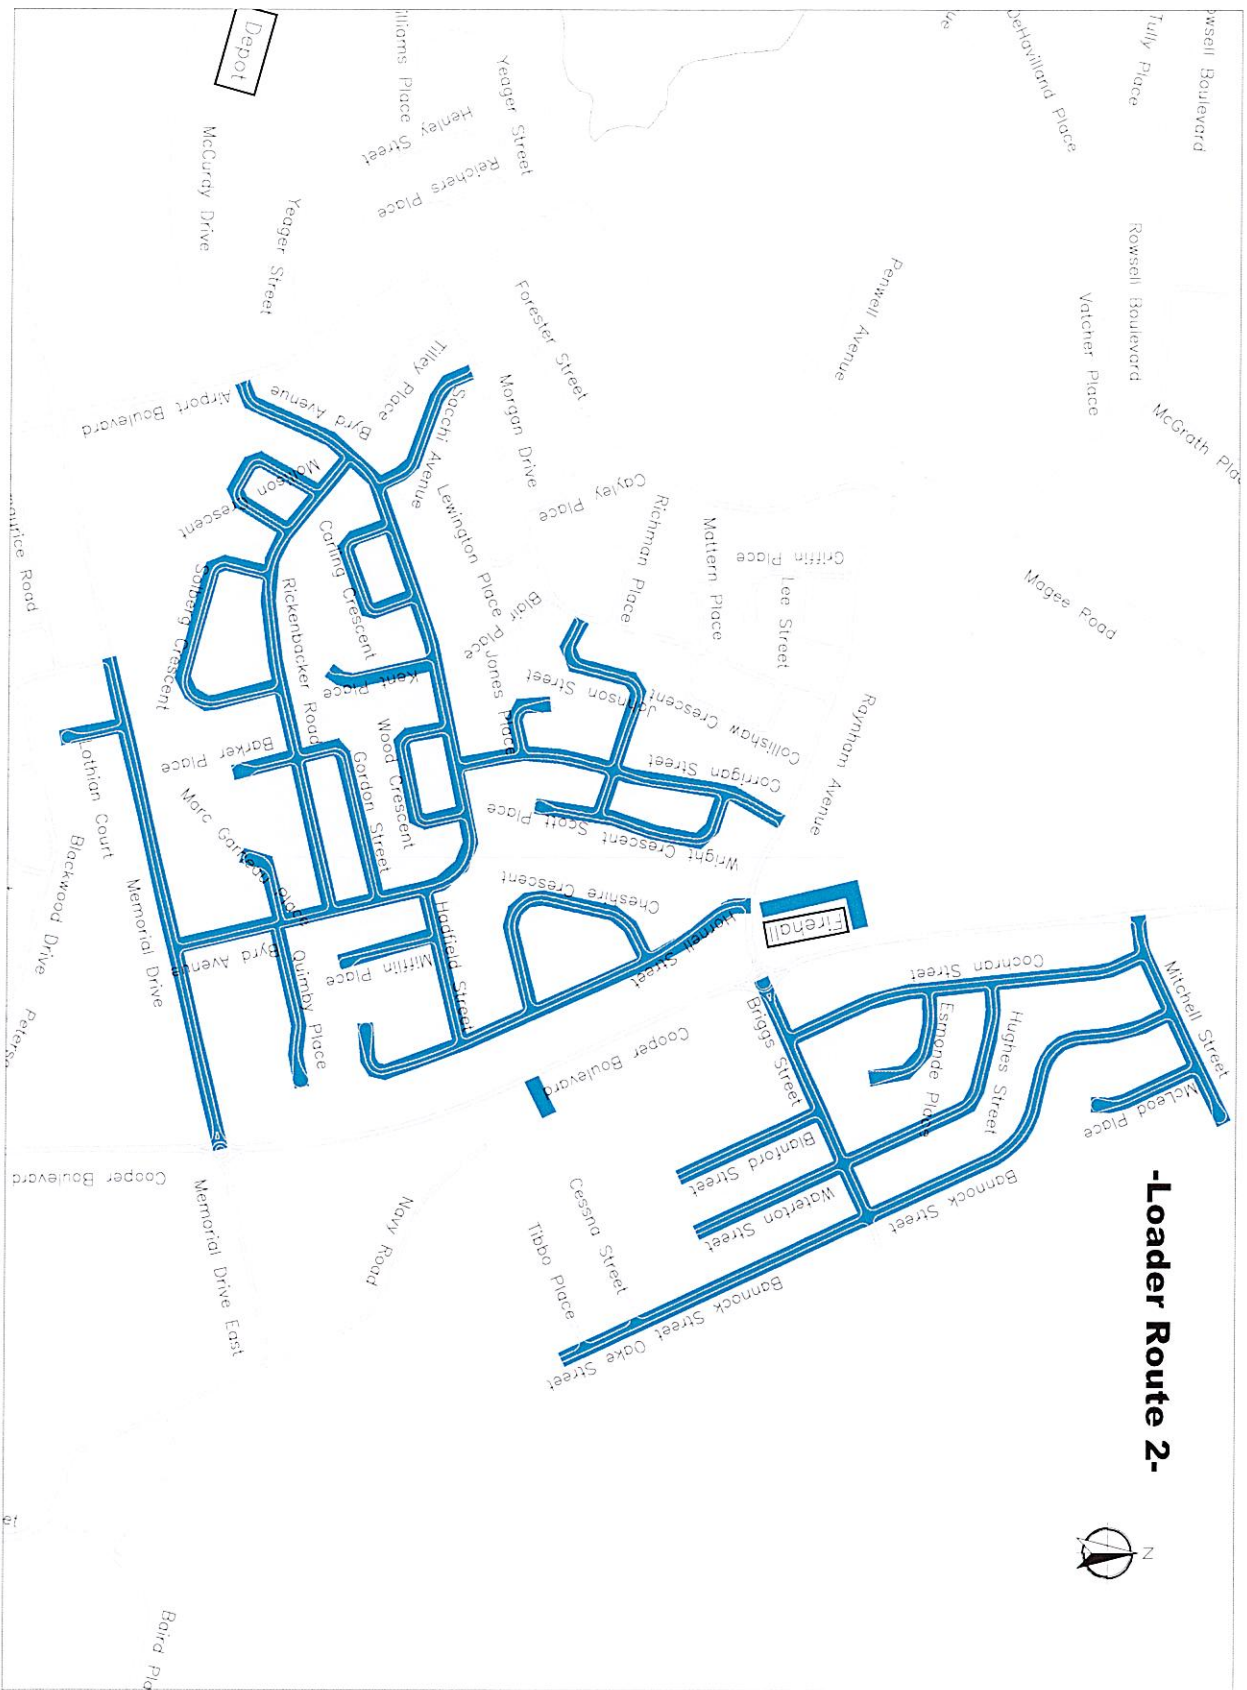 -Loader Route 2-
N
Rowsell Boulevard
Tully Place
DeHavilland Place
Rowsell Boulevard
Vatcher Place
Penwell Avenue
Magee Road
Depot
McCurdy Drive
Yeager Street
Yeager Street
Henley Street
Reichers Place
Forester Street
Tilley Place
Morgan Drive
Byrd Avenue
Airport Boulevard
Sacchi Avenue
Cayley Place
Lewington Place
Richman Place
Mattern Place
Griffin Place
Lee Street
Mollison Crescent
Carling Crescent
Blair Place
Solberg Crescent
Rickenbacker Road
Kent Place
Jones Place
Johnson Street
Collishaw Crescent
Corrigan Street
Raynham Avenue
Barker Place
Gordon Street
Wood Crescent
Scott Place
Wright Crescent
Lothian Court
Blackwood Drive
Marc Garneau Place
Memorial Drive
Byrd Avenue
Quimby Place
Mifflin Place
Hadfield Street
Cheshire Crescent
Harnell Street
Firehall
Cochran Street
Mitchell Street
Briggs Street
Esmonde Place
Hughes Street
McLeod Place
Cooper Boulevard
Blanford Street
Waterton Street
Bannock Street
Bannock Street
Oake Street
Cessna Street
Tibbo Place
Navy Road
Cooper Boulevard
Memorial Drive East